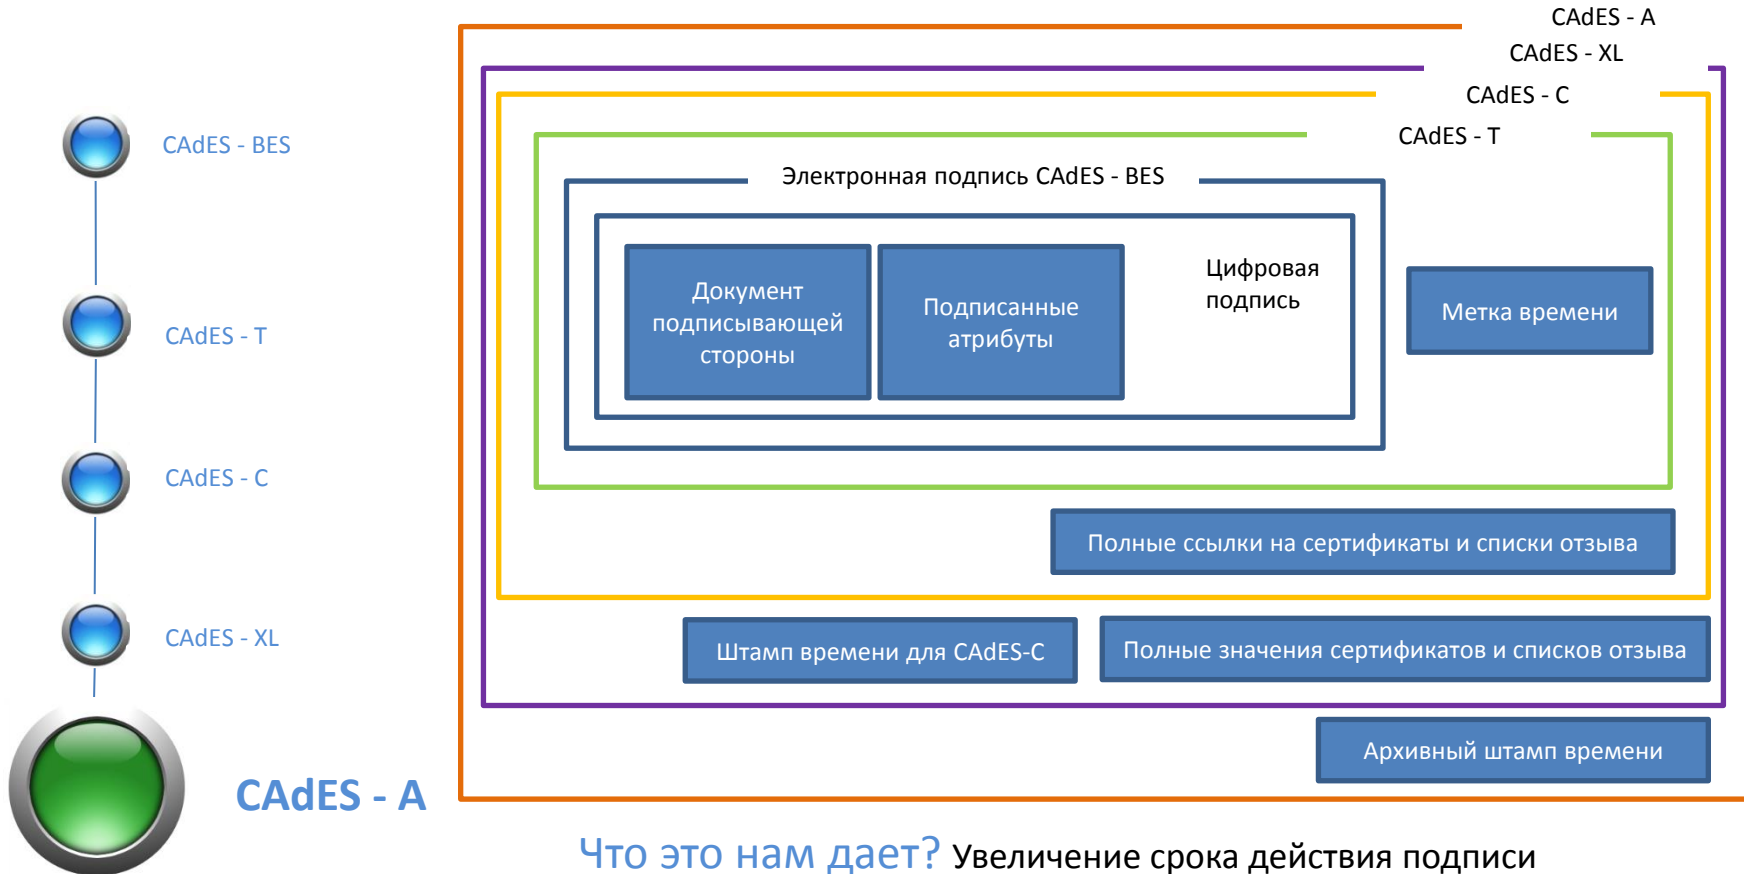 CAdES - BES
CAdES - T
CAdES - C
CAdES - XL
CAdES - A
CAdES - A
CAdES - XL
CAdES - C
CAdES - T
Электронная подпись CAdES - BES
Документ
подписывающей
стороны
Подписанные
атрибуты
Цифровая
подпись
Метка времени
Полные ссылки на сертификаты и списки отзыва
Штамп времени для CAdES-C
Полные значения сертификатов и списков отзыва
Архивный штамп времени
Что это нам дает? Увеличение срока действия подписи